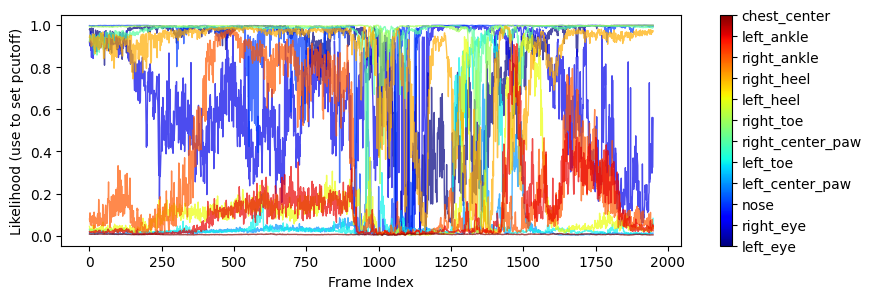 Likelihood (use to set pcutoff)
1.0
0.8
0.6
0.4
0.2
0.0
0
250
500
750
1000
1250
1500
1750
2000
Frame Index
chest_center
left_ankle
right_ankle
right_heel
left_heel
right_toe
right_center_paw
left_toe
left_center_paw
nose
right_eye
left_eye